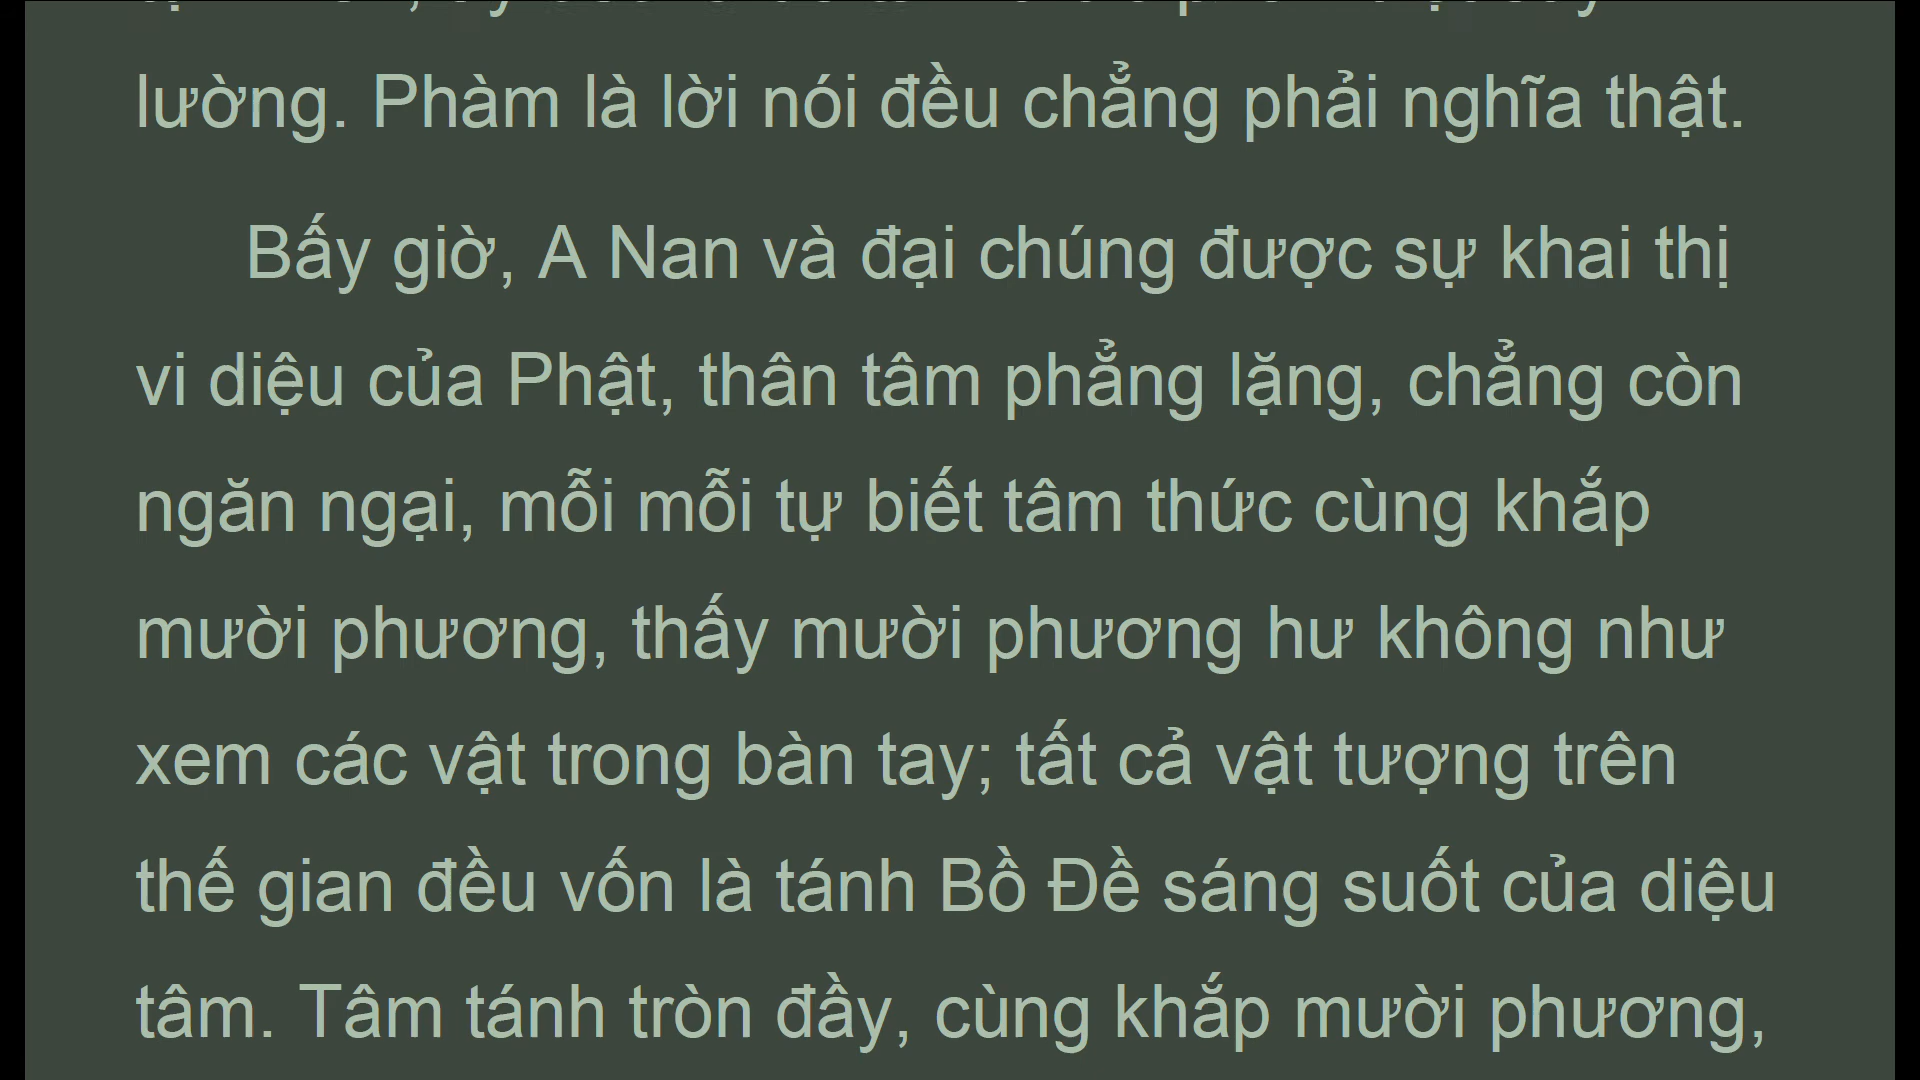 lường. Phàm là lời nói đều chẳng phải nghĩa thật.
Bấy giờ, A Nan và đại chúng được sự khai thị
vi diệu của Phật, thân tâm phẳng lặng, chẳng còn
ngăn ngại, mỗi mỗi tự biết tâm thức cùng khắp
mười phương, thấy mười phương hư không như
xem các vật trong bàn tay; tất cả vật tượng trên
thế gian đều vốn là tánh Bồ Đề sáng suốt của diệu
tâm. Tâm tánh tròn đầy, cùng khắp mười phương,